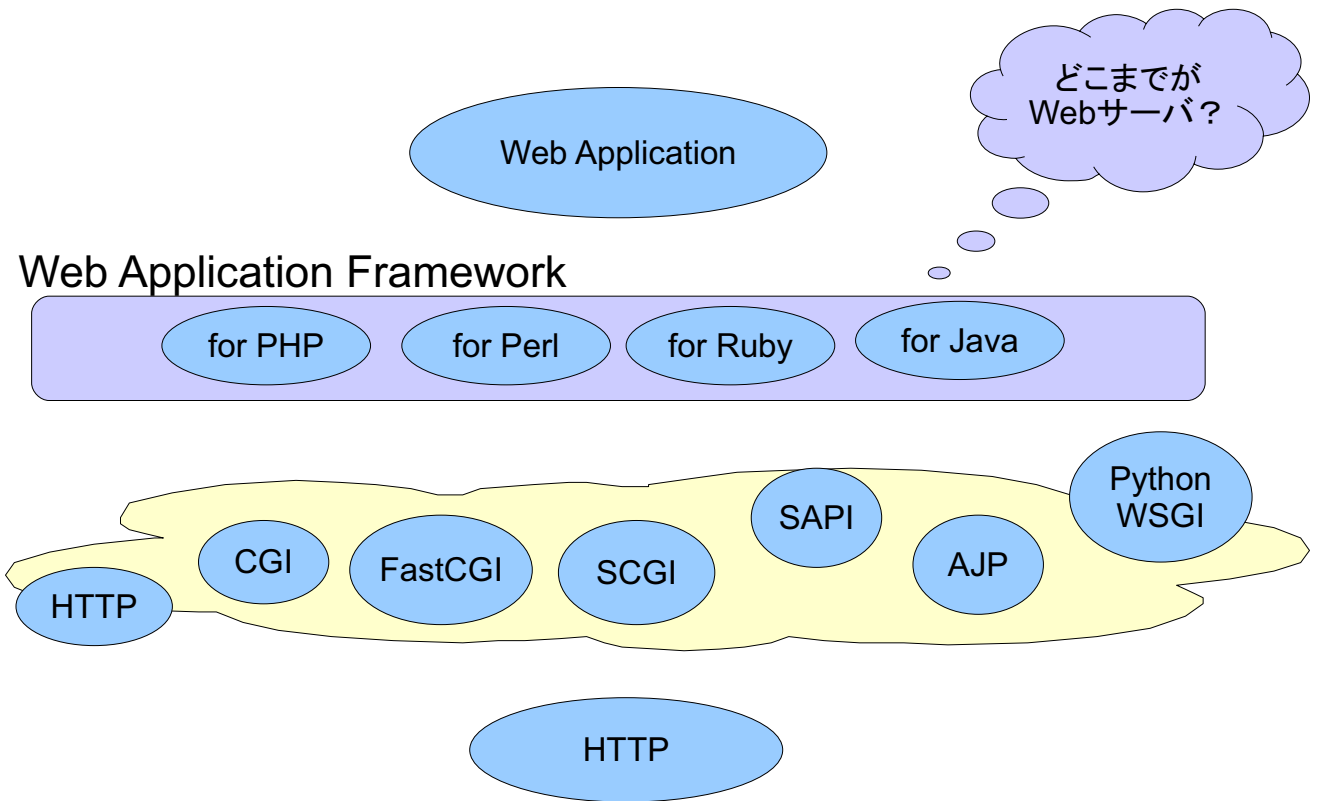 どこまでが
Webサーバ？
Web Application
Web Application Framework
for PHP
for Perl
for Ruby
for Java
Python
WSGI
SAPI
CGI
FastCGI
SCGI
AJP
HTTP
HTTP